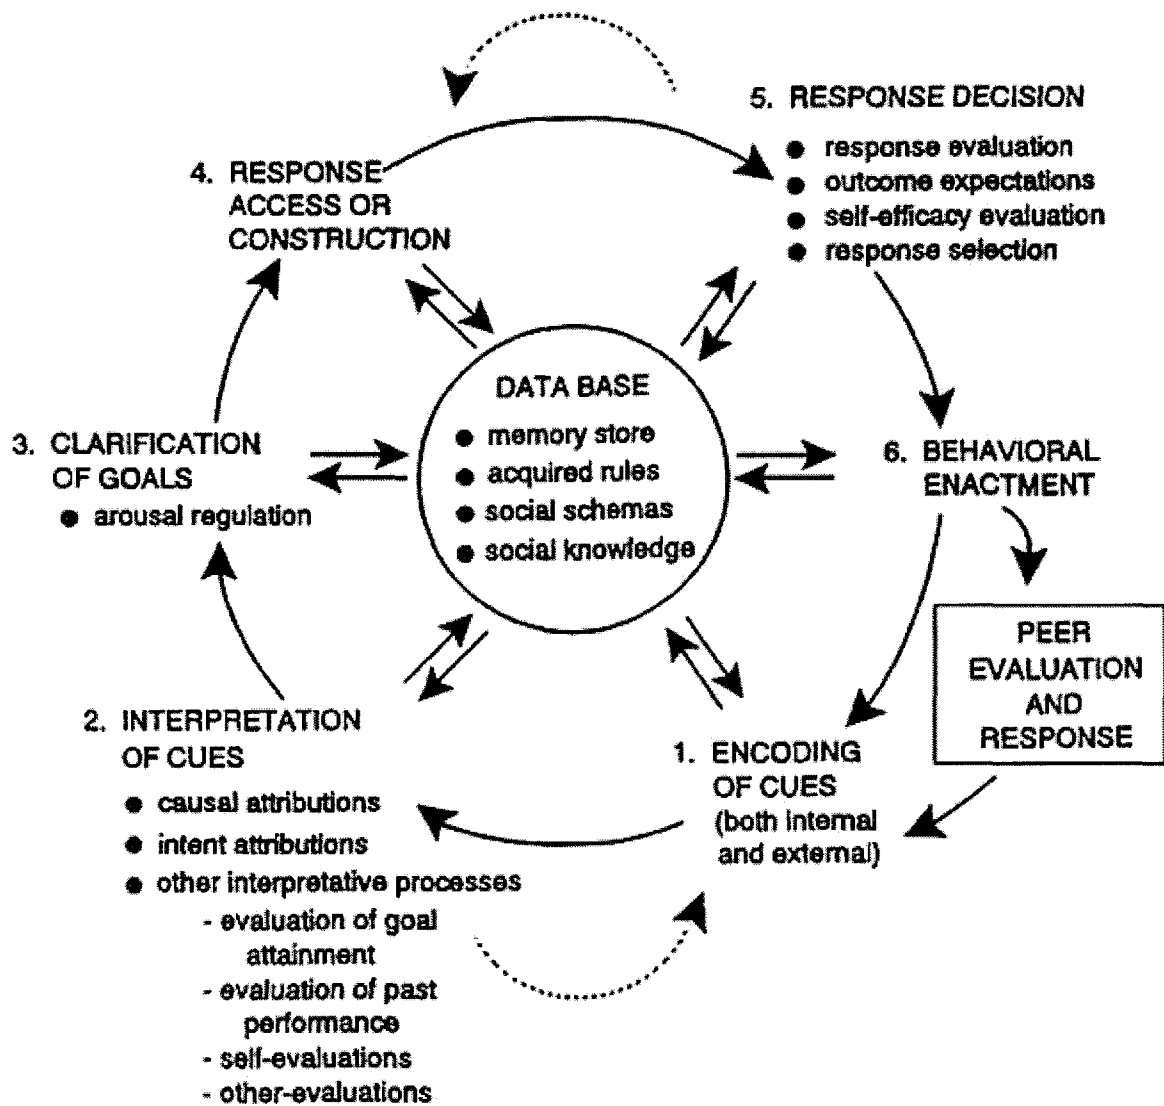 1. ENCODING
OF CUES
(both internal
and external)
2. INTERPRETATION
OF CUES
● causal attributions
● intent attributions
● other interpretative processes
- evaluation of goal
attainment
- evaluation of past
performance
- self-evaluations
- other-evaluations
3. CLARIFICATION
OF GOALS
● arousal regulation
4. RESPONSE
ACCESS OR
CONSTRUCTION
5. RESPONSE DECISION
● response evaluation
● outcome expectations
● self-efficacy evaluation
● response selection
6. BEHAVIORAL
ENACTMENT
PEER
EVALUATION
AND
RESPONSE
DATA BASE
● memory store
● acquired rules
● social schemas
● social knowledge